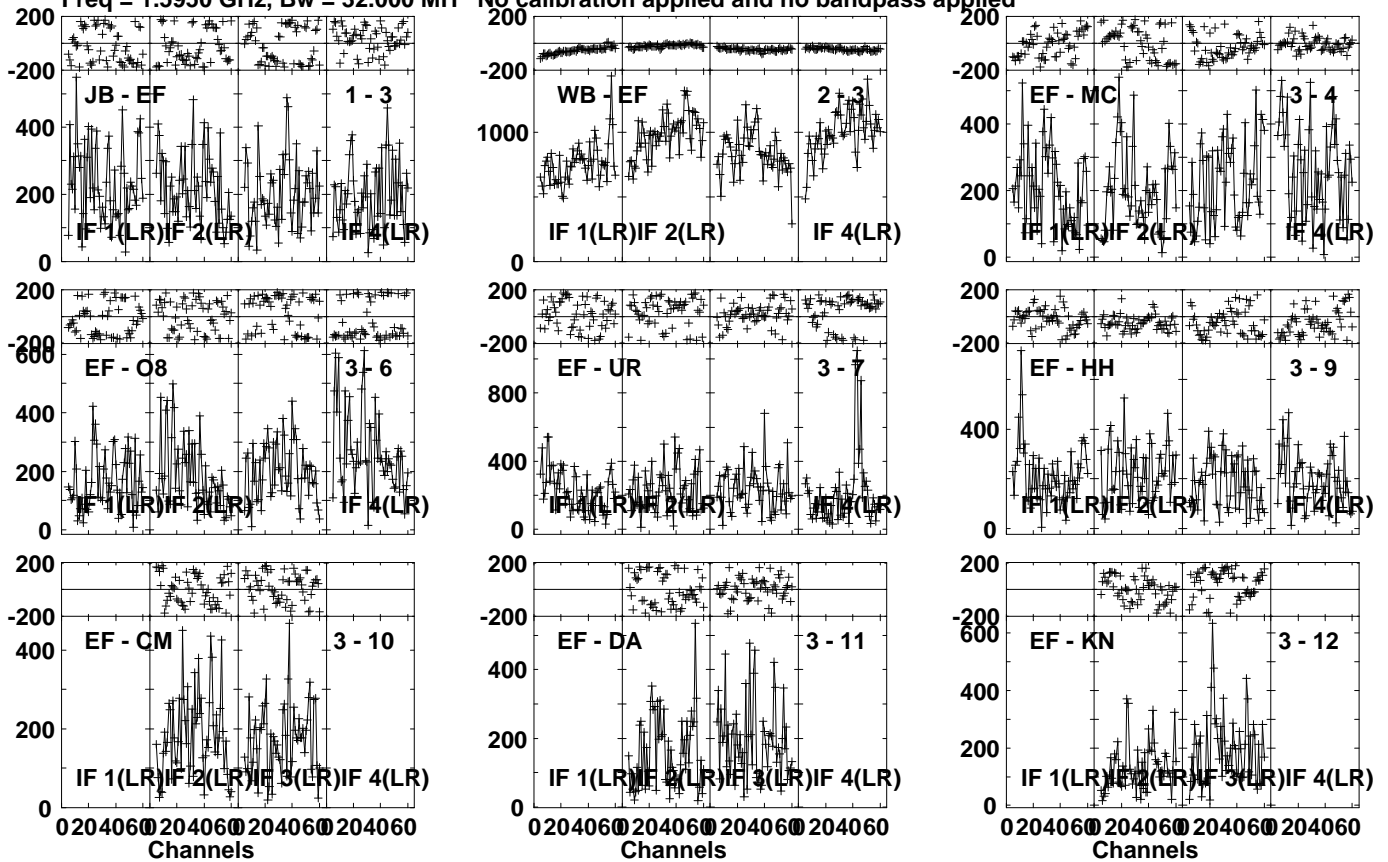 Freq = 1.5950 GHz, Bw = 32.000 MH No calibration applied and no bandpass applied
200
-200
JB - EF 1 - 3
400
200
0
IF 1(LR) IF 2(LR) IF 4(LR)
200
-200
WB - EF 2 - 3
1000
0
IF 1(LR) IF 2(LR) IF 4(LR)
200
-200
EF - MC 3 - 4
400
200
0
IF 1(LR) IF 2(LR) IF 4(LR)
200
-200
600
EF - O8 3 - 6
400
200
0
IF 1(LR) IF 2(LR) IF 4(LR)
200
-200
EF - UR 3 - 7
800
400
0
IF 1(LR) IF 2(LR) IF 4(LR)
200
-200
EF - HH 3 - 9
400
0
IF 1(LR) IF 2(LR) IF 4(LR)
200
-200
EF - CM 3 - 10
400
200
0
IF 1(LR) IF 2(LR) IF 3(LR) IF 4(LR)
0 20 40 60 0 20 40 60 0 20 40 60 0 20 40 60
Channels
200
-200
EF - DA 3 - 11
400
200
0
IF 1(LR) IF 2(LR) IF 3(LR) IF 4(LR)
0 20 40 60 0 20 40 60 0 20 40 60 0 20 40 60
Channels
200
-200
600
EF - KN 3 - 12
400
200
0
IF 1(LR) IF 2(LR) IF 3(LR) IF 4(LR)
0 20 40 60 0 20 40 60 0 20 40 60 0 20 40 60
Channels